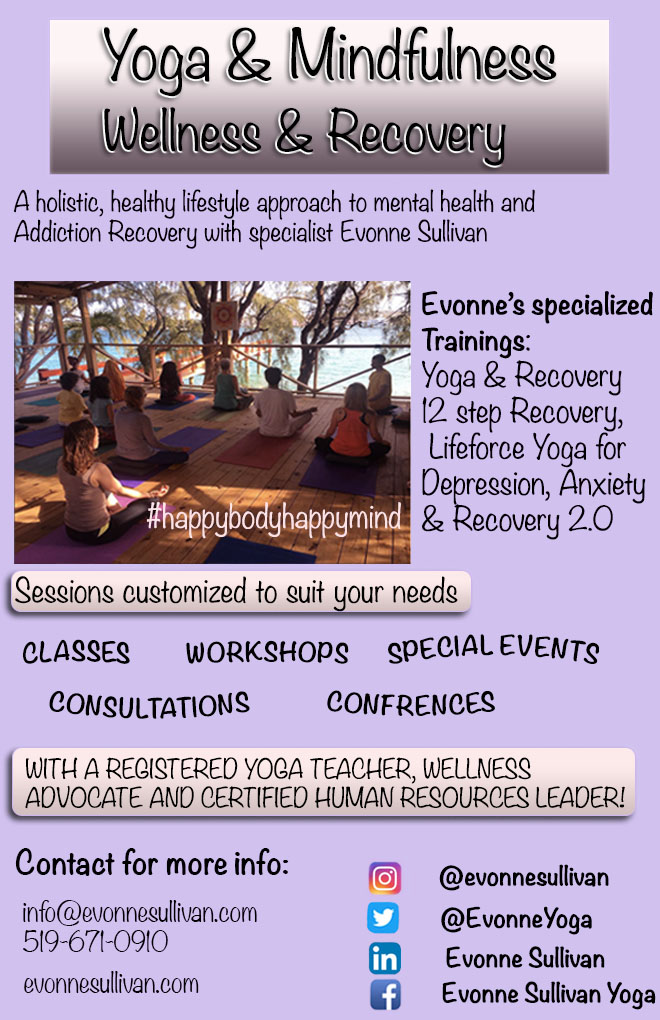 Yoga & Mindfulness
Wellness & Recovery
A holistic, healthy lifestyle approach to mental health and
Addiction Recovery with specialist Evonne Sullivan
#happybodyhappymind
Evonne's specialized
Trainings:
Yoga & Recovery
12 step Recovery,
Lifeforce Yoga for
Depression, Anxiety
& Recovery 2.0
Sessions customized to suit your needs
CLASSES WORKSHOPS SPECIAL EVENTS
CONSULTATIONS CONFRENCES
WITH A REGISTERED YOGA TEACHER, WELLNESS
ADVOCATE AND CERTIFIED HUMAN RESOURCES LEADER!
Contact for more info:
info@evonnesullivan.com
519-671-0910
evonnesullivan.com
@evonnesullivan
@EvonneYoga
in Evonne Sullivan
f Evonne Sullivan Yoga